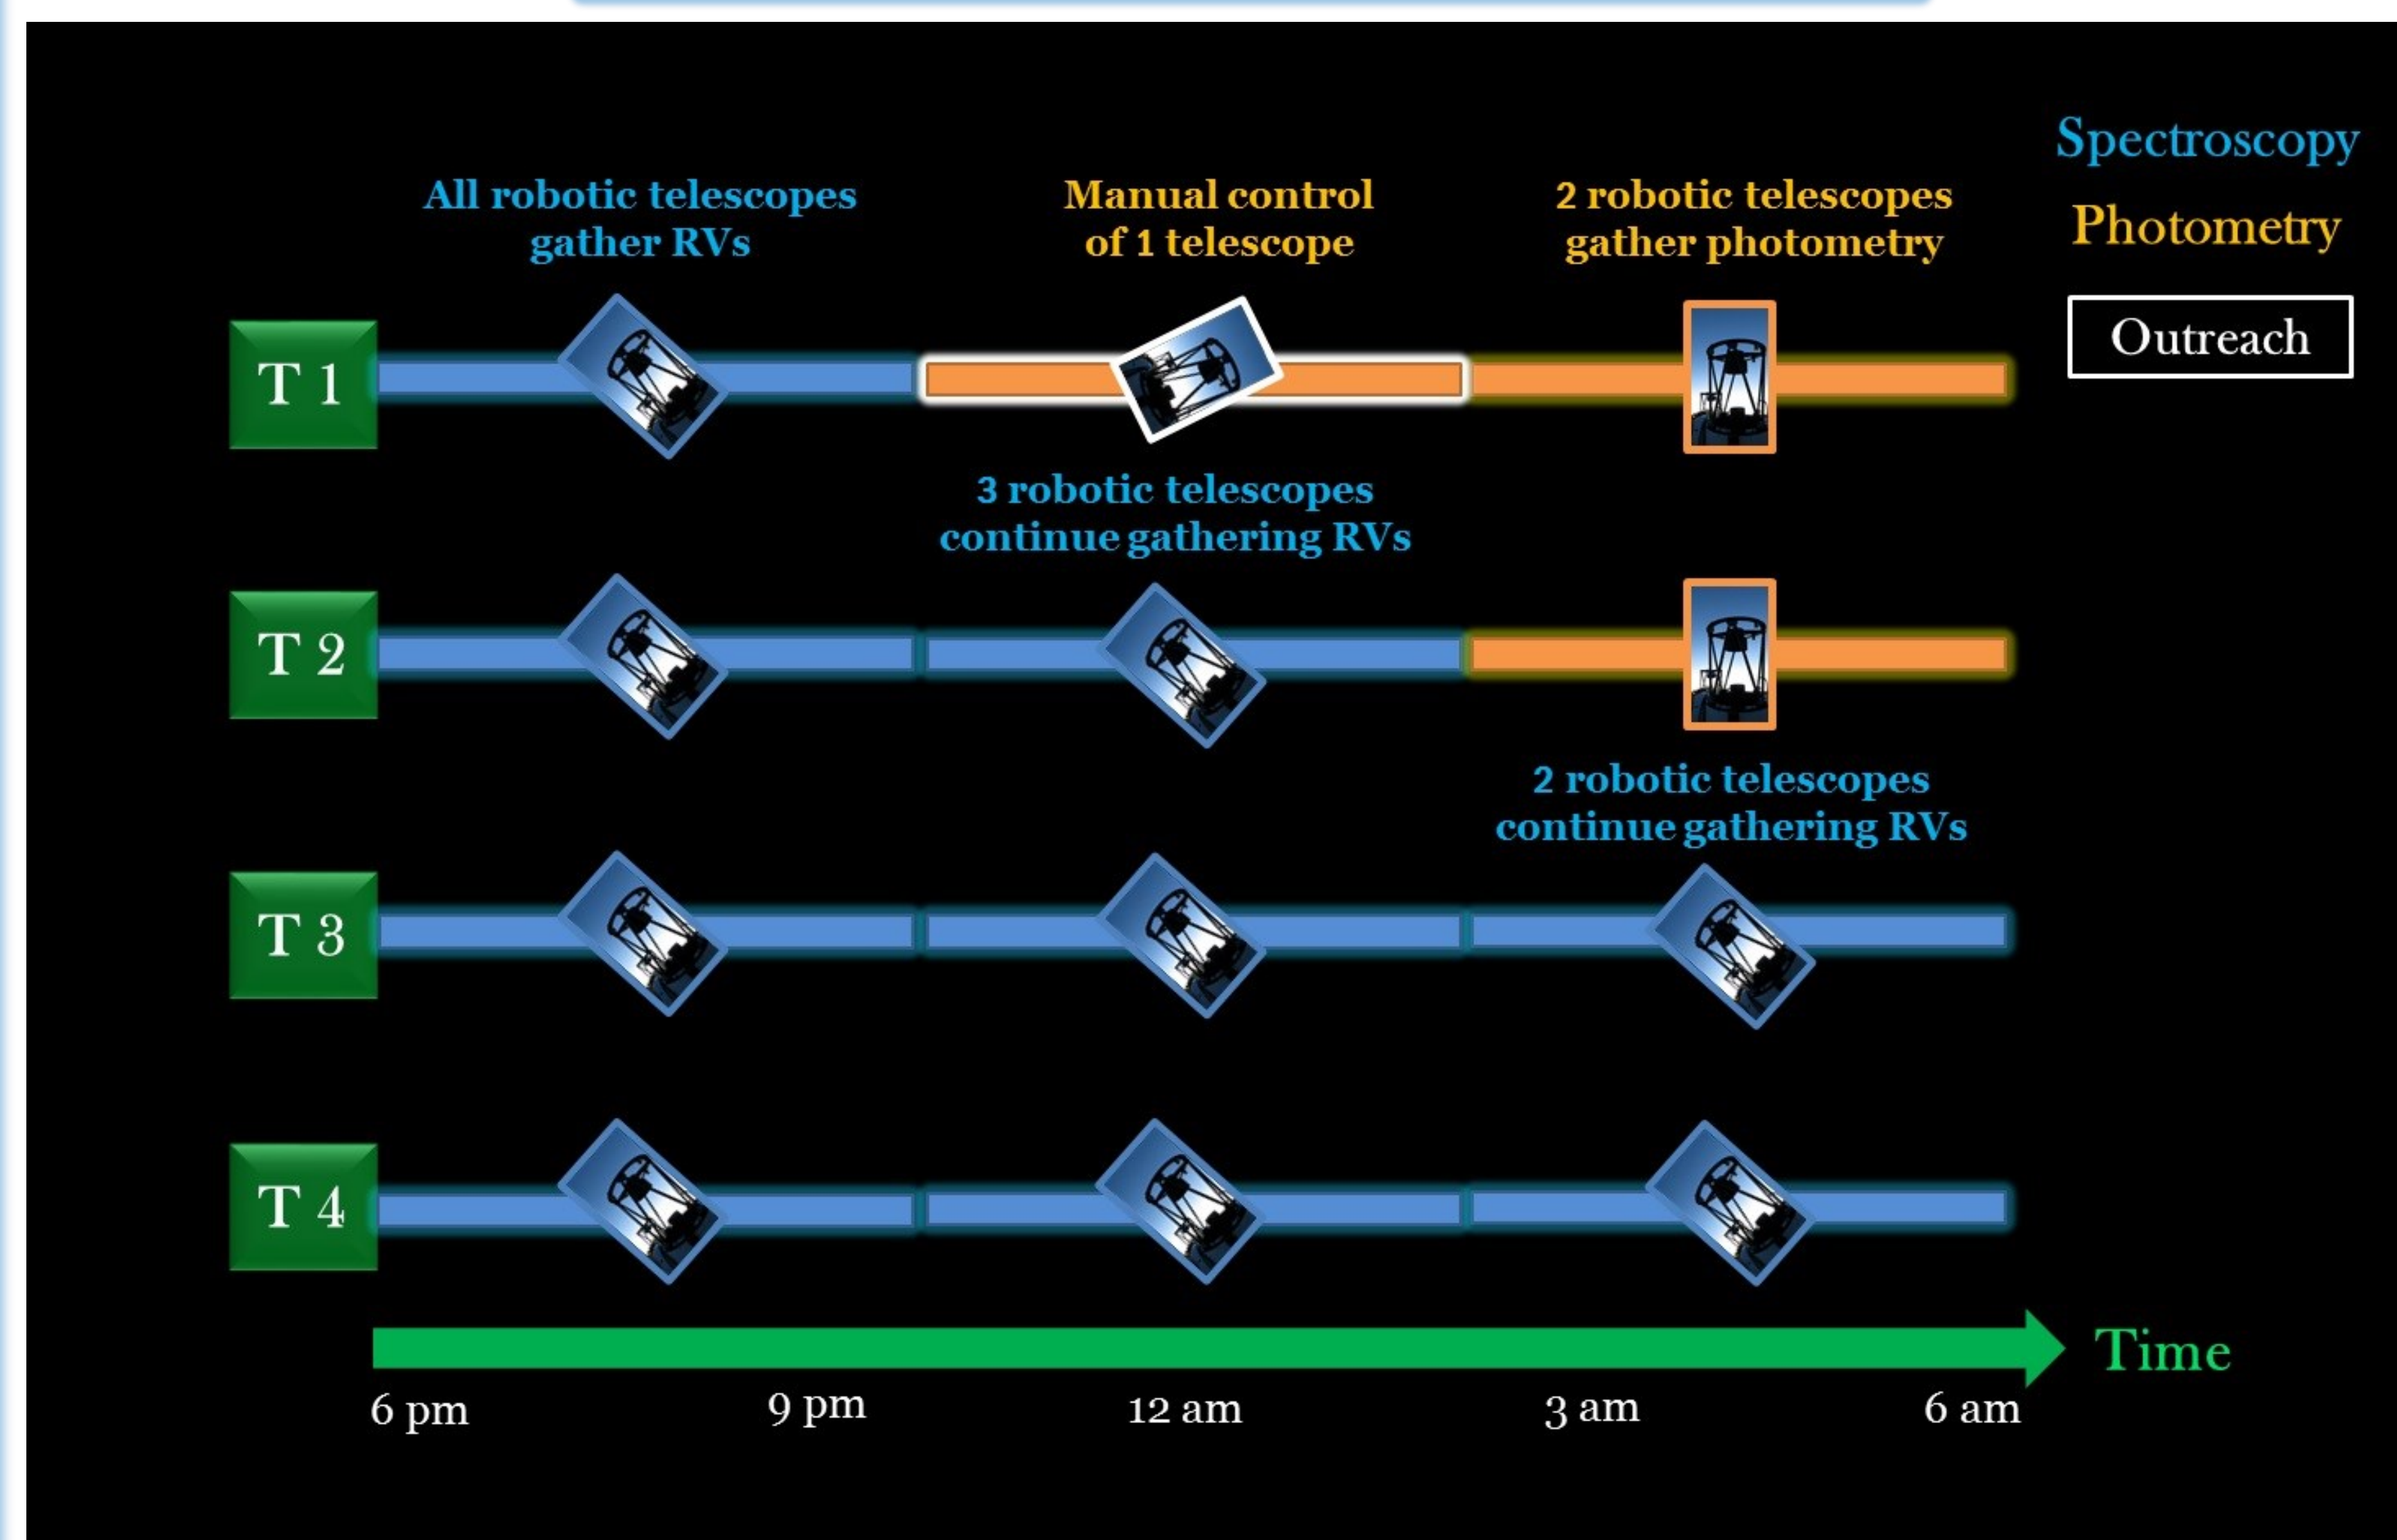 Spectroscopy
Photometry
Outreach
All robotic telescopes
gather RVs
Manual control
of 1 telescope
2 robotic telescopes
gather photometry
T 1
3 robotic telescopes
continue gathering RVs
T 2
2 robotic telescopes
continue gathering RVs
T 3
T 4
Time
6 pm
9 pm
12 am
3 am
6 am